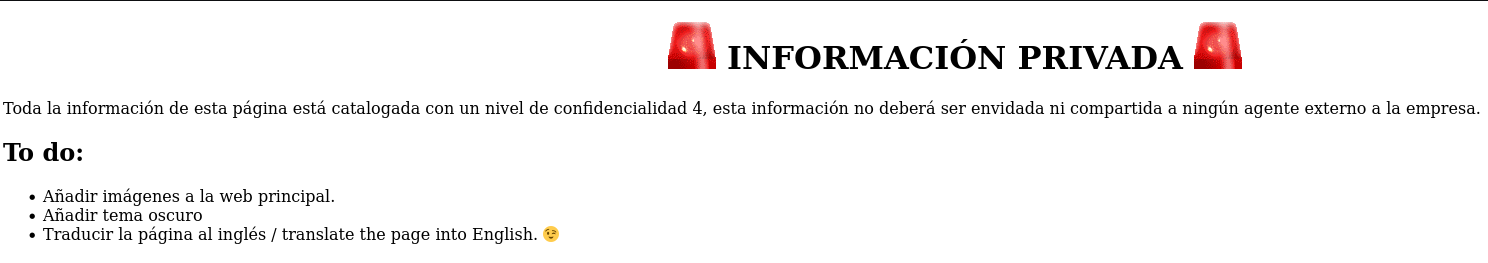 🚨 INFORMACIÓN PRIVADA 🚨
Toda la información de esta página está catalogada con un nivel de confidencialidad 4, esta información no deberá ser envidada ni compartida a ningún agente externo a la empresa.
To do:
• Añadir imágenes a la web principal.
• Añadir tema oscuro
• Traducir la página al inglés / translate the page into English. 😉